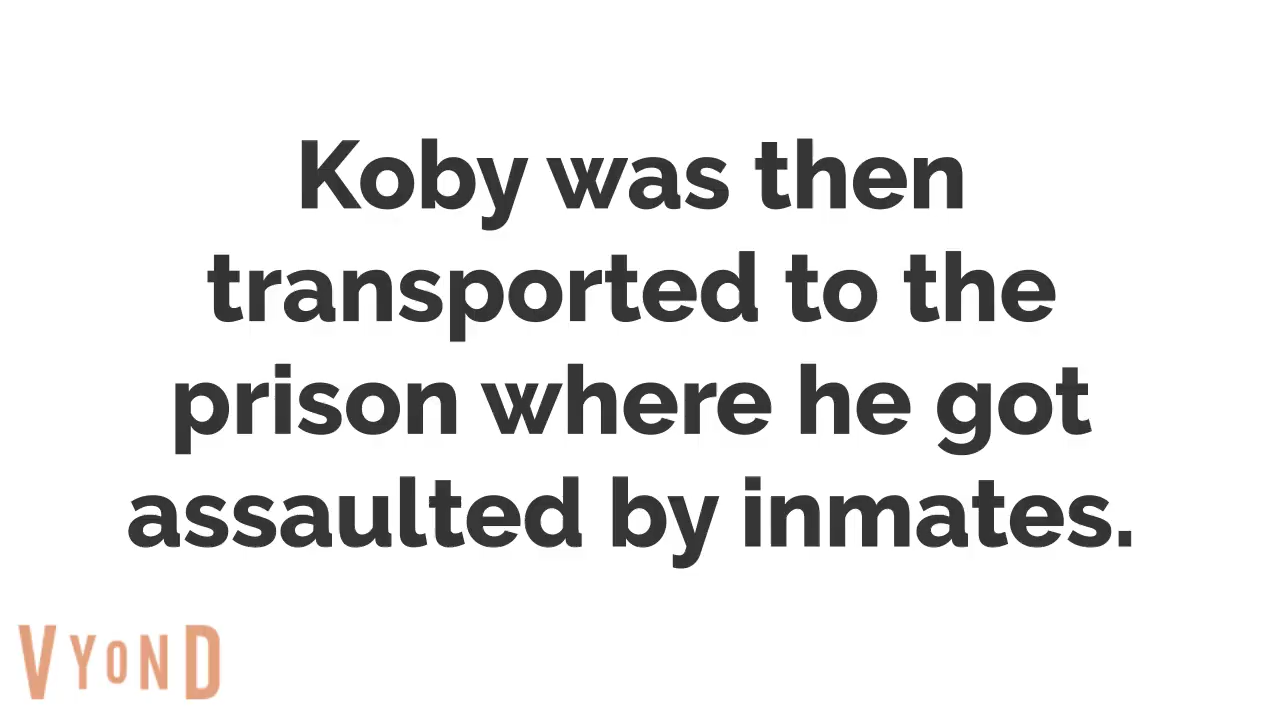 Koby was then
transported to the
prison where he got
assaulted by inmates.
VYOND